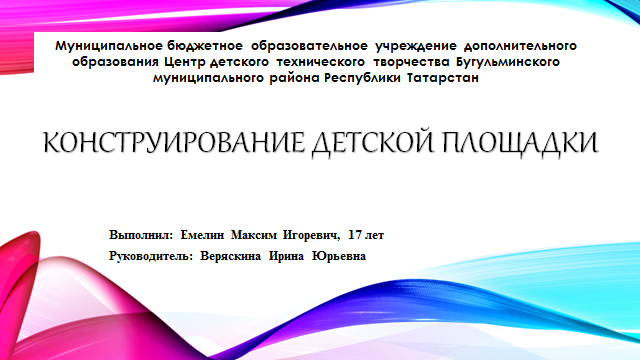 Муниципальное бюджетное образовательное учреждение дополнительного
образования Центр детского технического творчества Бугульминского
муниципального района Республики Татарстан
КОНСТРУИРОВАНИЕ ДЕТСКОЙ ПЛОЩАДКИ
Выполнил: Емелин Максим Игоревич, 17 лет
Руководитель: Веряскина Ирина Юрьевна